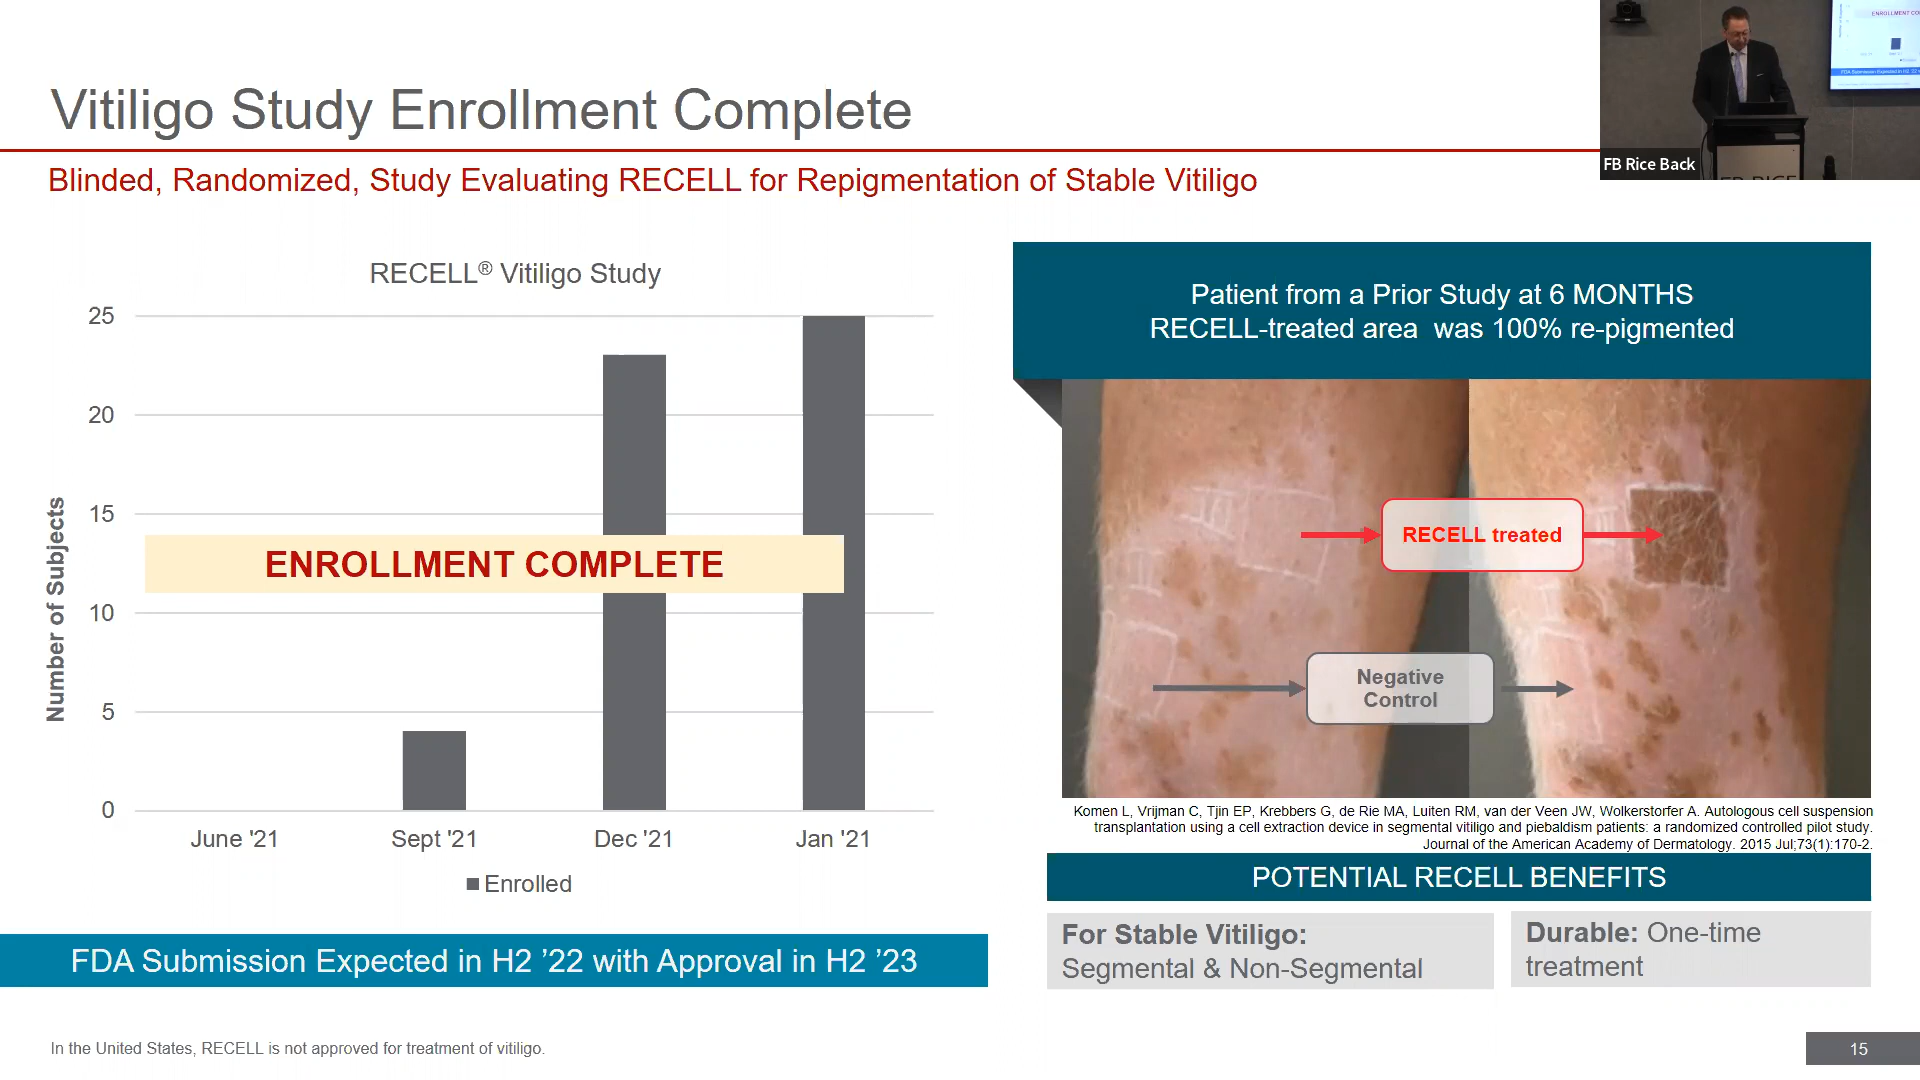 Vitiligo Study Enrollment Complete
Blinded, Randomized, Study Evaluating RECELL for Repigmentation of Stable Vitiligo
FB Rice Back
ENROLLMENT CO
RECELL® Vitiligo Study
25
20
15
10
5
0
Number of Subjects
ENROLLMENT COMPLETE
June '21
Sept '21
Dec '21
Jan '21
Enrolled
FDA Submission Expected in H2 ’22 with Approval in H2 ’23
Patient from a Prior Study at 6 MONTHS
RECELL-treated area was 100% re-pigmented
RECELL treated
Negative
Control
Komen L, Vrijman C, Tjin EP, Krebbers G, de Rie MA, Luiten RM, van der Veen JW, Wolkerstorfer A. Autologous cell suspension
transplantation using a cell extraction device in segmental vitiligo and piebaldism patients: a randomized controlled pilot study.
Journal of the American Academy of Dermatology. 2015 Jul;73(1):170-2.
POTENTIAL RECELL BENEFITS
For Stable Vitiligo:
Segmental & Non-Segmental
Durable: One-time
treatment
In the United States, RECELL is not approved for treatment of vitiligo.
15